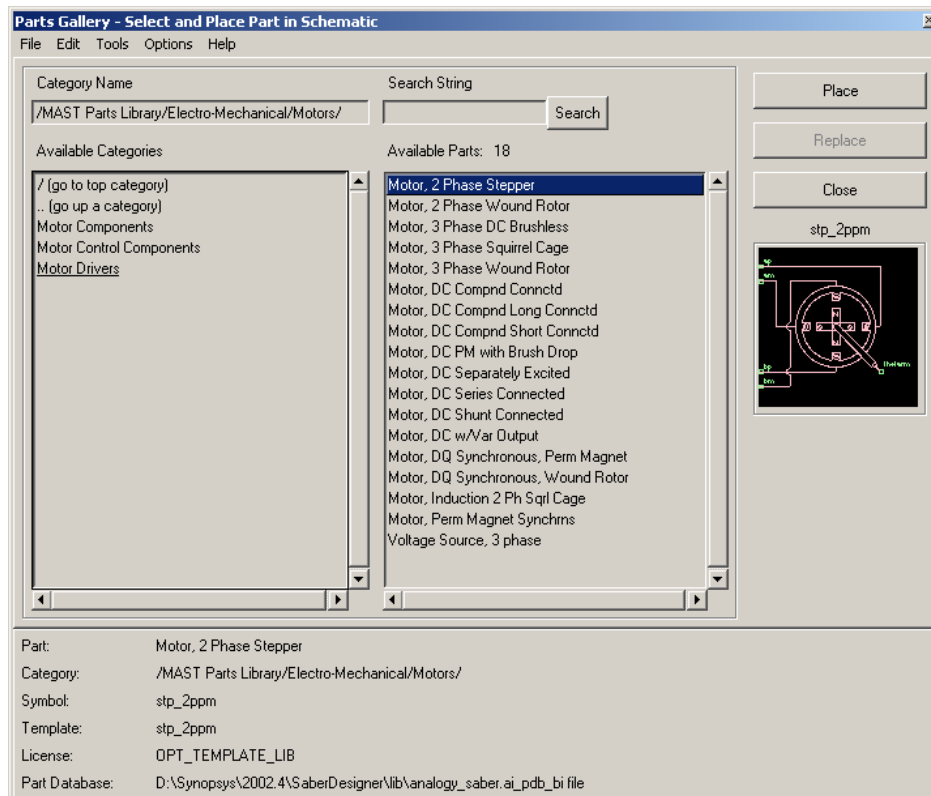 Parts Gallery - Select and Place Part in Schematic
File Edit Tools Options Help
Category Name
Search String
/MAST Parts Library/Electro-Mechanical/Motors/
Search
Available Categories
Available Parts: 18
/ (go to top category)
.. (go up a category)
Motor Components
Motor Control Components
Motor Drivers
Motor, 2 Phase Stepper
Motor, 2 Phase Wound Rotor
Motor, 3 Phase DC Brushless
Motor, 3 Phase Squirrel Cage
Motor, 3 Phase Wound Rotor
Motor, DC Compnd Connctd
Motor, DC Compnd Long Connctd
Motor, DC Compnd Short Connctd
Motor, DC PM with Brush Drop
Motor, DC Separately Excited
Motor, DC Series Connected
Motor, DC Shunt Connected
Motor, DC w/Var Output
Motor, DQ Synchronous, Perm Magnet
Motor, DQ Synchronous, Wound Rotor
Motor, Induction 2 Ph Sqrl Cage
Motor, Perm Magnet Synchrns
Voltage Source, 3 phase
Place
Replace
Close
stp_2ppm
ap
am
bp
bm
Part: Motor, 2 Phase Stepper
Category: /MAST Parts Library/Electro-Mechanical/Motors/
Symbol: stp_2ppm
Template: stp_2ppm
License: OPT_TEMPLATE_LIB
Part Database: D:\Synopsys\2002.4\SaberDesigner\lib\analogy_saber.ai_pdb_bi file